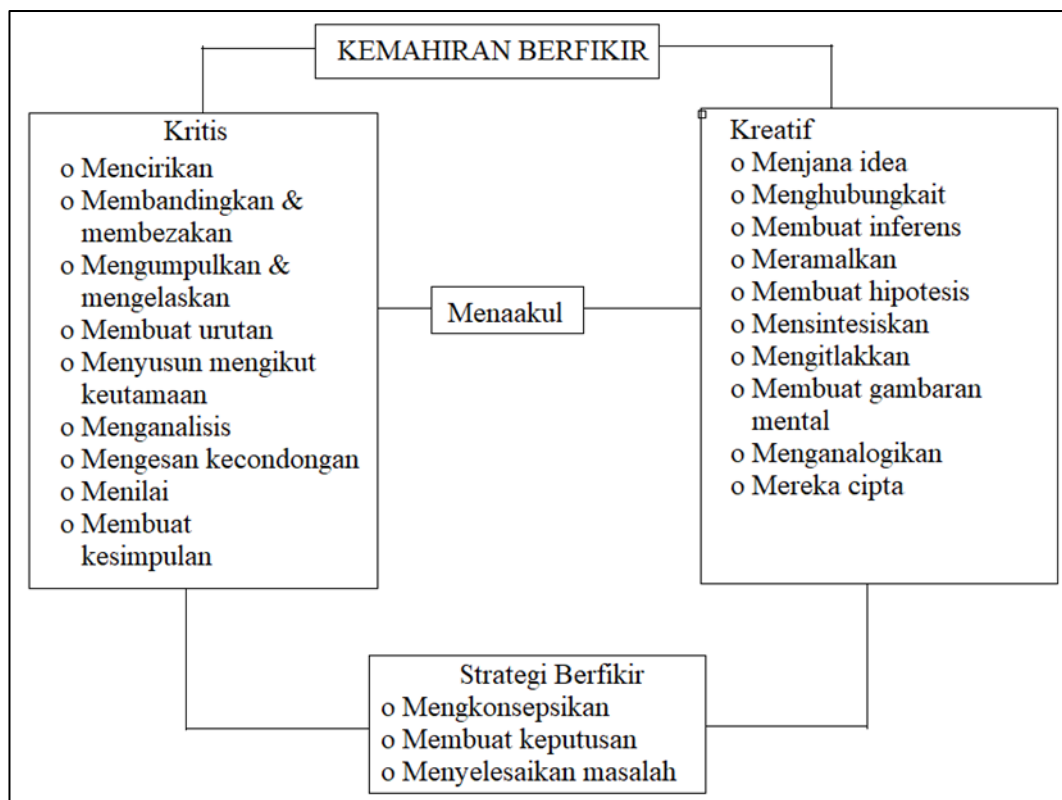 KEMAHIRAN BERFIKIR
Kritis
o Mencirikan
o Membandingkan &
membezakan
o Mengumpulkan &
mengelaskan
o Membuat urutan
o Menyusun mengikut
keutamaan
o Menganalisis
o Mengesan kecondongan
o Menilai
o Membuat
kesimpulan
Menaakul
Kreatif
o Menjana idea
o Menghubungkait
o Membuat inferens
o Meramalkan
o Membuat hipotesis
o Mensintesiskan
o Mengitlakkan
o Membuat gambaran
mental
o Menganalogikan
o Mereka cipta
Strategi Berfikir
o Mengkonsepsikan
o Membuat keputusan
o Menyelesaikan masalah